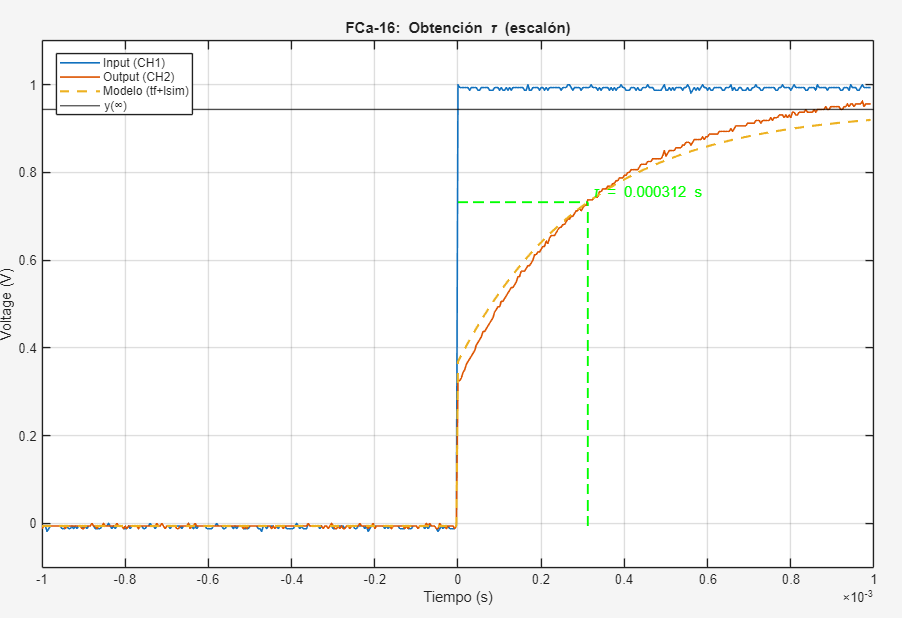 FCa-16: Obtención τ (escalón)
Input (CH1)
Output (CH2)
Modelo (tf+lsim)
y(∞)
τ = 0.000312 s
Voltage (V)
1
0.8
0.6
0.4
0.2
0
-1 -0.8 -0.6 -0.4 -0.2 0 0.2 0.4 0.6 0.8 1
Tiempo (s)
×10⁻³